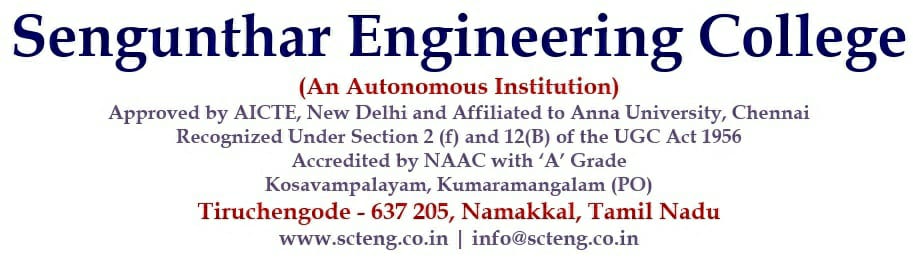 Sengunthar Engineering College
(An Autonomous Institution)
Approved by AICTE, New Delhi and Affiliated to Anna University, Chennai
Recognized Under Section 2 (f) and 12(B) of the UGC Act 1956
Accredited by NAAC with ‘A’ Grade
Kosavampalayam, Kumaramangalam (PO)
Tiruchengode - 637 205, Namakkal, Tamil Nadu
www.scteng.co.in | info@scteng.co.in